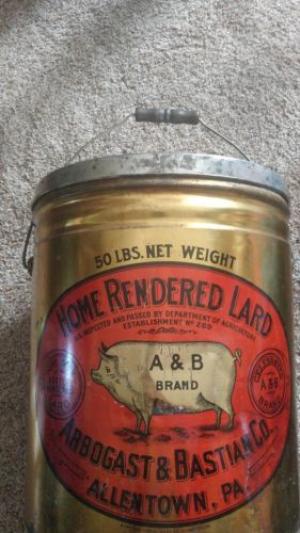 50 LBS. NET WEIGHT
HOME RENDERED LARD
INSPECTED AND PASSED BY DEPARTMENT OF AGRICULTURE
ESTABLISHMENT Nº 289
A & B
BRAND
A & B
BRAND
ARBOGAST & BASTIAN CO.
ALLENTOWN, PA.